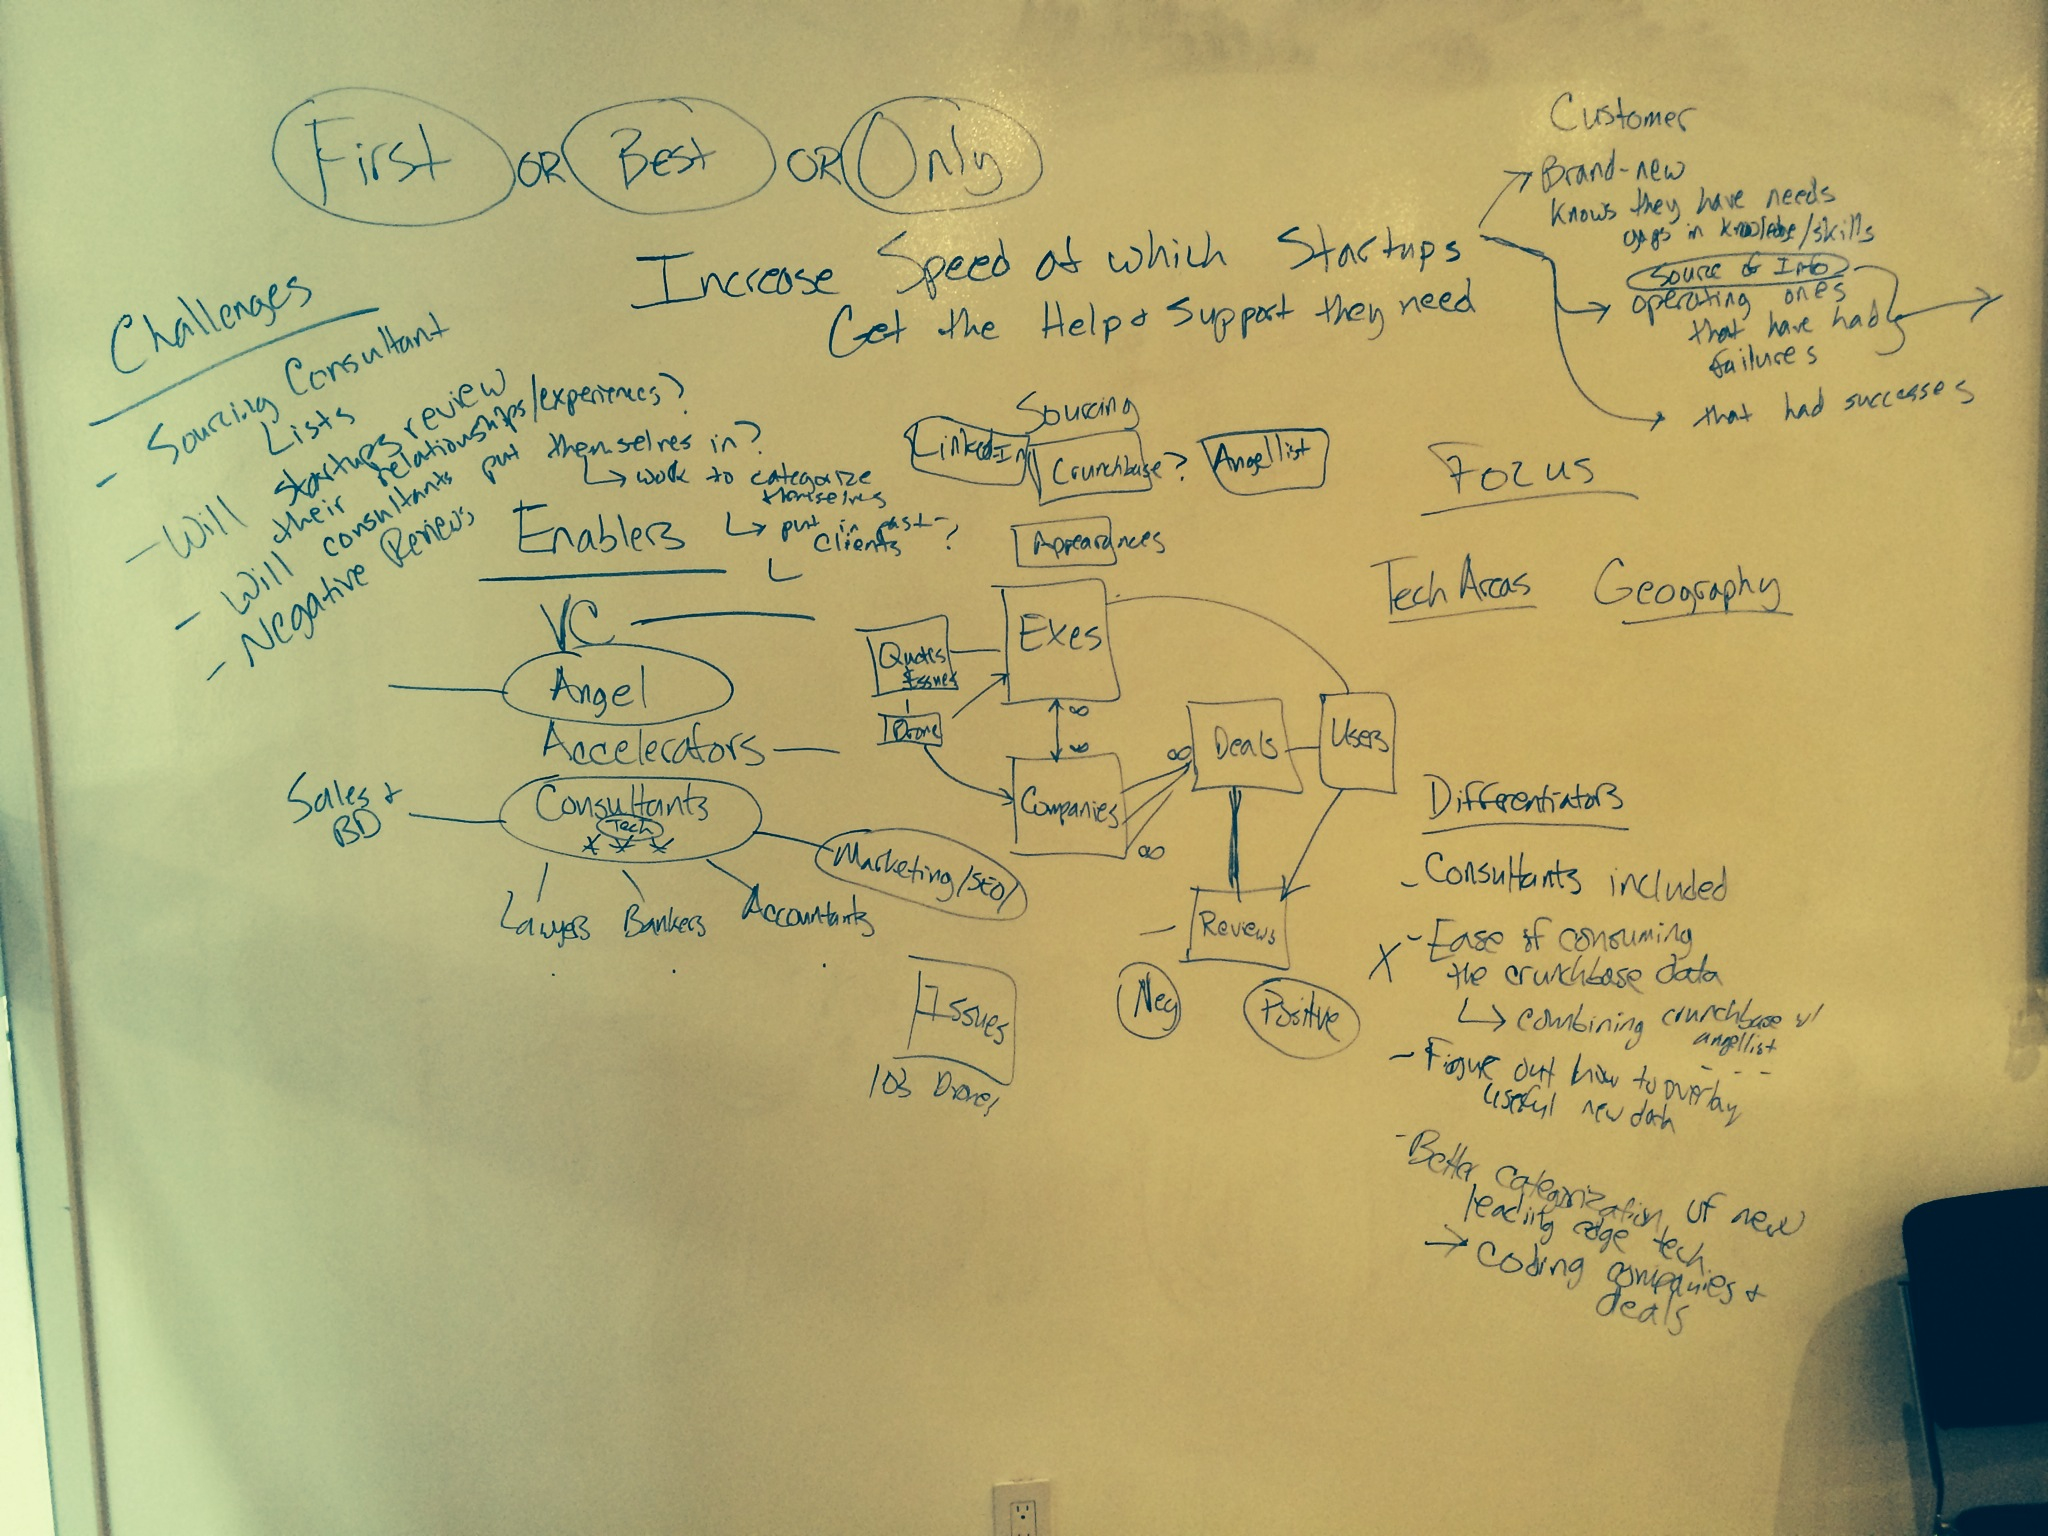 First OR Best OR Only
Increase Speed at which Startups
Get the Help & Support they need
Customer
Brand-new
knows they have needs
gaps in knowledge/skills
Source of Info
operating ones
that have had
failures
that had successes
Challenges
- Sourcing Consultant
Lists
- Will startups review
their relationships/experiences?
- Will consultants put themselves in?
work to categorize
themselves
put in past
clients ?
- Negative Reviews
Sourcing
LinkedIn
Crunchbase?
Angellist
Appearances
Focus
Tech Areas
Geography
Enablers
VC
Angel
Accelerators
Consultants
Tech
Sales +
BD
Marketing/SEO/
Lawyers
Bankers
Accountants
Exes
Quotes
Issues
Drone
Companies
∞
∞
∞
∞
Deals
Users
Reviews
Neg
Positive
Issues
103 Drones
Differentiators
- Consultants included
X - Ease of consuming
the crunchbase data
combining crunchbase w/
angellist
- Figure out how to overlay
useful new data
- Better categorization of new
leading edge tech
coding companies +
deals